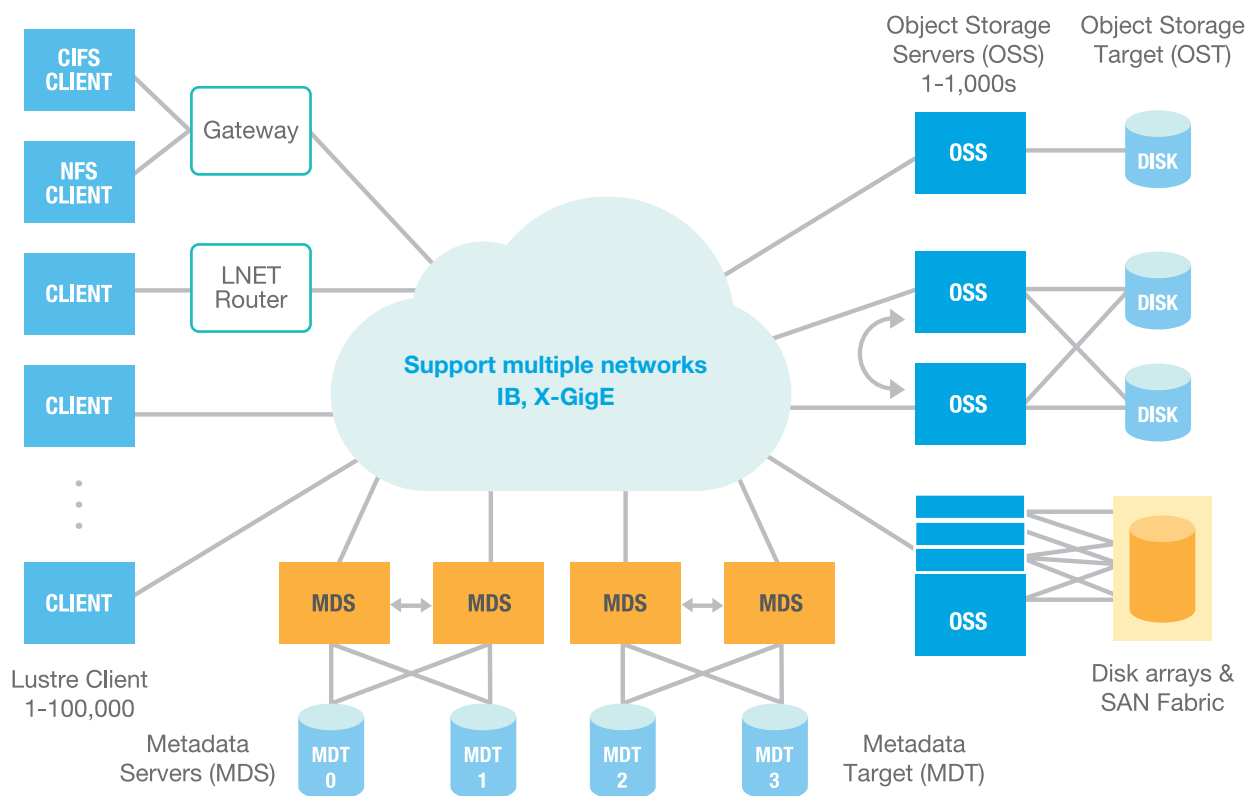 CIFS
CLIENT
NFS
CLIENT
CLIENT
CLIENT
CLIENT
Lustre Client
1-100,000
Gateway
LNET
Router
Support multiple networks
IB, X-GigE
Object Storage
Servers (OSS)
1-1,000s
Object Storage
Target (OST)
OSS
DISK
OSS
DISK
OSS
DISK
OSS
Disk arrays &
SAN Fabric
MDS
MDS
MDS
MDS
Metadata
Servers (MDS)
MDT
0
MDT
1
MDT
2
MDT
3
Metadata
Target (MDT)